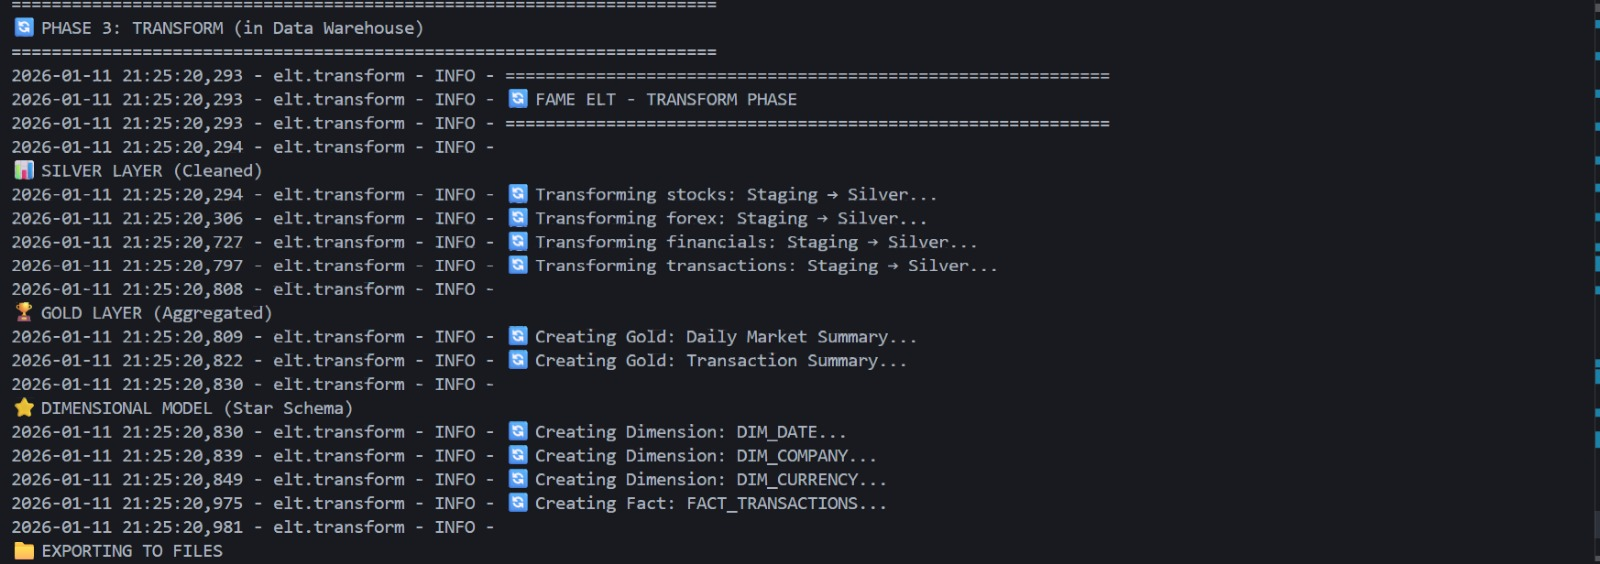 ======================================================================
🔄 PHASE 3: TRANSFORM (in Data Warehouse)
======================================================================
2026-01-11 21:25:20,293 - elt.transform - INFO - ============================================================
2026-01-11 21:25:20,293 - elt.transform - INFO - 🔄 FAME ELT - TRANSFORM PHASE
2026-01-11 21:25:20,293 - elt.transform - INFO - ============================================================
2026-01-11 21:25:20,294 - elt.transform - INFO -
📊 SILVER LAYER (Cleaned)
2026-01-11 21:25:20,294 - elt.transform - INFO - 🔄 Transforming stocks: Staging → Silver...
2026-01-11 21:25:20,306 - elt.transform - INFO - 🔄 Transforming forex: Staging → Silver...
2026-01-11 21:25:20,727 - elt.transform - INFO - 🔄 Transforming financials: Staging → Silver...
2026-01-11 21:25:20,797 - elt.transform - INFO - 🔄 Transforming transactions: Staging → Silver...
2026-01-11 21:25:20,808 - elt.transform - INFO -
🏆 GOLD LAYER (Aggregated)
2026-01-11 21:25:20,809 - elt.transform - INFO - 🔄 Creating Gold: Daily Market Summary...
2026-01-11 21:25:20,822 - elt.transform - INFO - 🔄 Creating Gold: Transaction Summary...
2026-01-11 21:25:20,830 - elt.transform - INFO -
⭐ DIMENSIONAL MODEL (Star Schema)
2026-01-11 21:25:20,830 - elt.transform - INFO - 🔄 Creating Dimension: DIM_DATE...
2026-01-11 21:25:20,839 - elt.transform - INFO - 🔄 Creating Dimension: DIM_COMPANY...
2026-01-11 21:25:20,849 - elt.transform - INFO - 🔄 Creating Dimension: DIM_CURRENCY...
2026-01-11 21:25:20,975 - elt.transform - INFO - 🔄 Creating Fact: FACT_TRANSACTIONS...
2026-01-11 21:25:20,981 - elt.transform - INFO -
📁 EXPORTING TO FILES